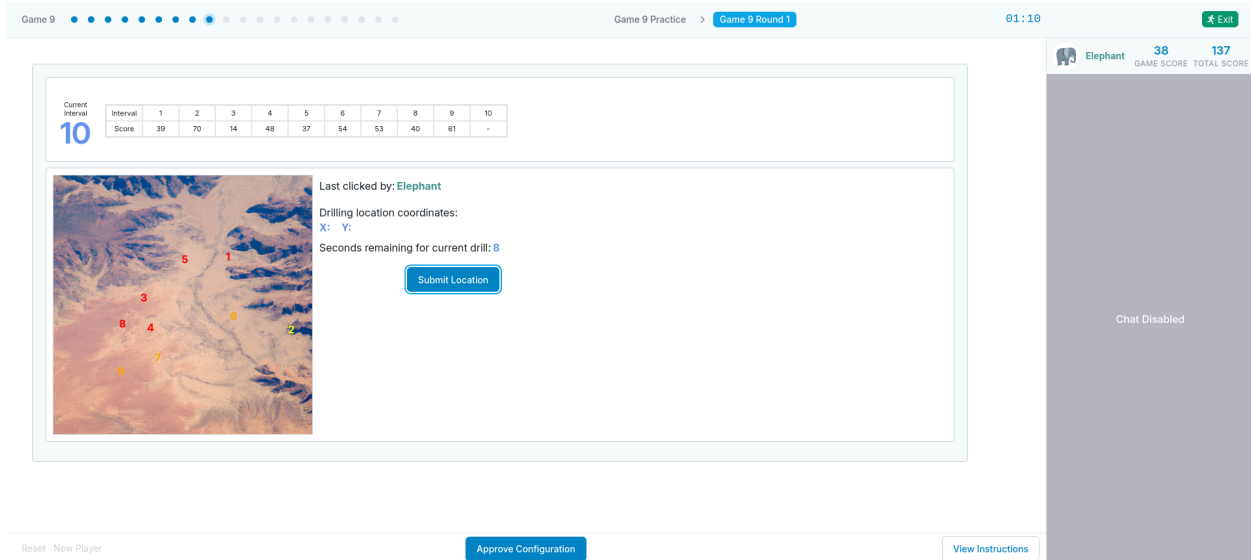 Game 9 Game 9 Practice > Game 9 Round 1 01:10 Exit
Elephant 38 GAME SCORE 137 TOTAL SCORE
Current Interval 10
Interval 1 2 3 4 5 6 7 8 9 10
Score 39 70 14 48 37 54 53 40 61 -
Last clicked by: Elephant
Drilling location coordinates:
X: Y:
Seconds remaining for current drill: 8
Submit Location
5 1
3
6
8 4 2
7
9
Chat Disabled
Reset New Player Approve Configuration View Instructions